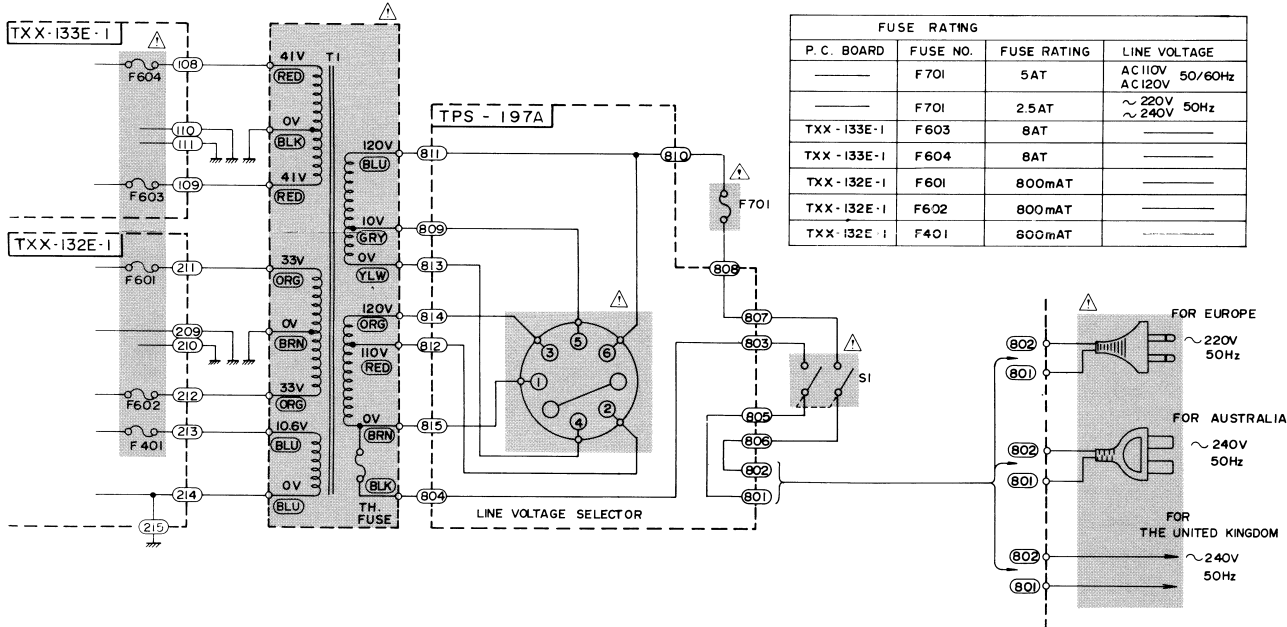 TXX-133E-1
F604
108
110
111
109
F603
TXX-132E-1
F601
211
209
210
F602
212
F401
213
214
215
T1
41V
RED
0V
BLK
41V
RED
33V
ORG
0V
BRN
33V
ORG
10.6V
BLU
0V
BLU
120V
BLU
10V
GRY
0V
YLW
120V
ORG
110V
RED
0V
BRN
BLK
TH.
FUSE
TPS - 197A
811
809
813
814
812
815
804
3
5
6
1
2
4
LINE VOLTAGE SELECTOR
810
F701
808
807
803
S1
805
806
802
801
FUSE RATING
P. C. BOARD FUSE NO. FUSE RATING LINE VOLTAGE
F701 5AT AC110V AC120V 50/60Hz
F701 2.5AT ~ 220V ~ 240V 50Hz
TXX-133E-1 F603 8AT
TXX-133E-1 F604 8AT
TXX-132E-1 F601 800mAT
TXX-132E-1 F602 800mAT
TXX-132E-1 F401 800mAT
FOR EUROPE
802
801
~220V
50Hz
FOR AUSTRALIA
802
801
~240V
50Hz
FOR
THE UNITED KINGDOM
802
801
~240V
50Hz